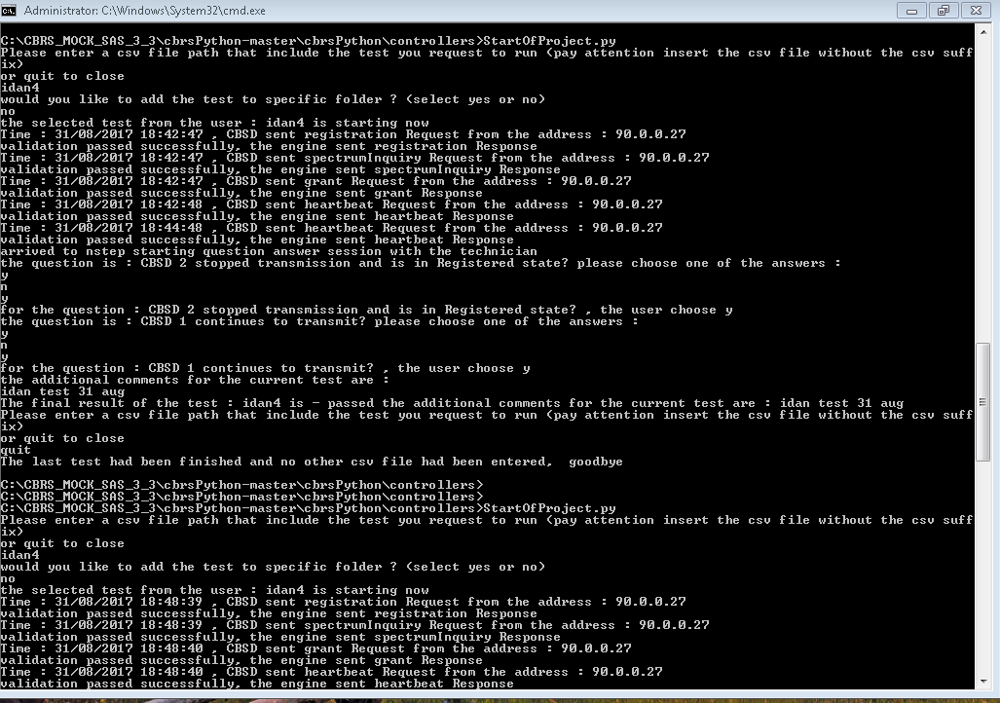 Administrator: C:\Windows\System32\cmd.exe
C:\CBRS_MOCK_SAS_3_3\cbrsPython-master\cbrsPython\controllers>StartOfProject.py
Please enter a csv file path that include the test you request to run (pay attention insert the csv file without the csv suff
ix)
or quit to close
idan4
would you like to add the test to specific folder ? (select yes or no)
no
the selected test from the user : idan4 is starting now
Time : 31/08/2017 18:42:47 , CBSD sent registration Request from the address : 90.0.0.27
validation passed successfully, the engine sent registration Response
Time : 31/08/2017 18:42:47 , CBSD sent spectrumInquiry Request from the address : 90.0.0.27
validation passed successfully, the engine sent spectrumInquiry Response
Time : 31/08/2017 18:42:47 , CBSD sent grant Request from the address : 90.0.0.27
validation passed successfully, the engine sent grant Response
Time : 31/08/2017 18:42:48 , CBSD sent heartbeat Request from the address : 90.0.0.27
validation passed successfully, the engine sent heartbeat Response
Time : 31/08/2017 18:44:48 , CBSD sent heartbeat Request from the address : 90.0.0.27
validation passed successfully, the engine sent heartbeat Response
arrived to nstep starting question answer session with the technician
the question is : CBSD 2 stopped transmission and is in Registered state? please choose one of the answers :
y
n
y
for the question : CBSD 2 stopped transmission and is in Registered state? , the user choose y
the question is : CBSD 1 continues to transmit? please choose one of the answers :
y
n
y
for the question : CBSD 1 continues to transmit? , the user choose y
the additional comments for the current test are :
idan test 31 aug
The final result of the test : idan4 is - passed the additional comments for the current test are : idan test 31 aug
Please enter a csv file path that include the test you request to run (pay attention insert the csv file without the csv suff
ix)
or quit to close
quit
The last test had been finished and no other csv file had been entered,  goodbye
C:\CBRS_MOCK_SAS_3_3\cbrsPython-master\cbrsPython\controllers>
C:\CBRS_MOCK_SAS_3_3\cbrsPython-master\cbrsPython\controllers>
C:\CBRS_MOCK_SAS_3_3\cbrsPython-master\cbrsPython\controllers>StartOfProject.py
Please enter a csv file path that include the test you request to run (pay attention insert the csv file without the csv suff
ix)
or quit to close
idan4
would you like to add the test to specific folder ? (select yes or no)
no
the selected test from the user : idan4 is starting now
Time : 31/08/2017 18:48:39 , CBSD sent registration Request from the address : 90.0.0.27
validation passed successfully, the engine sent registration Response
Time : 31/08/2017 18:48:39 , CBSD sent spectrumInquiry Request from the address : 90.0.0.27
validation passed successfully, the engine sent spectrumInquiry Response
Time : 31/08/2017 18:48:40 , CBSD sent grant Request from the address : 90.0.0.27
validation passed successfully, the engine sent grant Response
Time : 31/08/2017 18:48:40 , CBSD sent heartbeat Request from the address : 90.0.0.27
validation passed successfully, the engine sent heartbeat Response